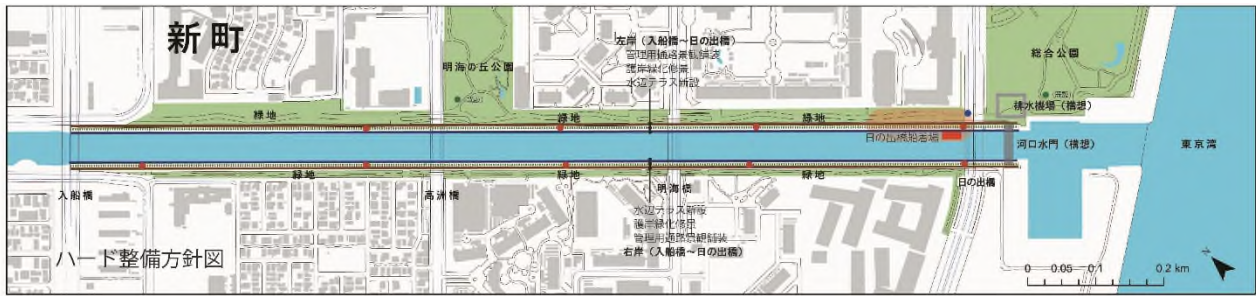 新町
明海の丘公園
左岸（入船橋～日の出橋）
管理用通路景観舗装
護岸緑化修景
水辺テラス新設
総合公園
排水機場（構想）
緑地
緑地
緑地
日の出橋船着場
河口水門（構想）
東京湾
緑地
緑地
緑地
入船橋
高洲橋
明海橋
日の出橋
水辺テラス新設
護岸緑化修景
管理用通路景観舗装
右岸（入船橋～日の出橋）
ハード整備方針図
0 0.05 0.1 0.2 km